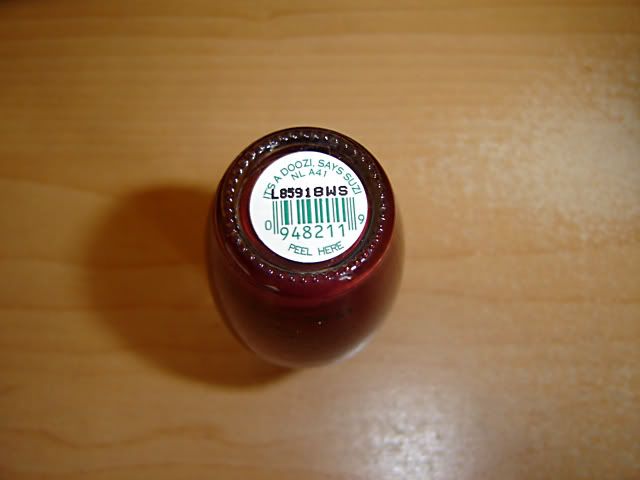 IT'S A DOOZI, SAYS SUZI
NL A41
L85918WS
0 948211 9
PEEL HERE